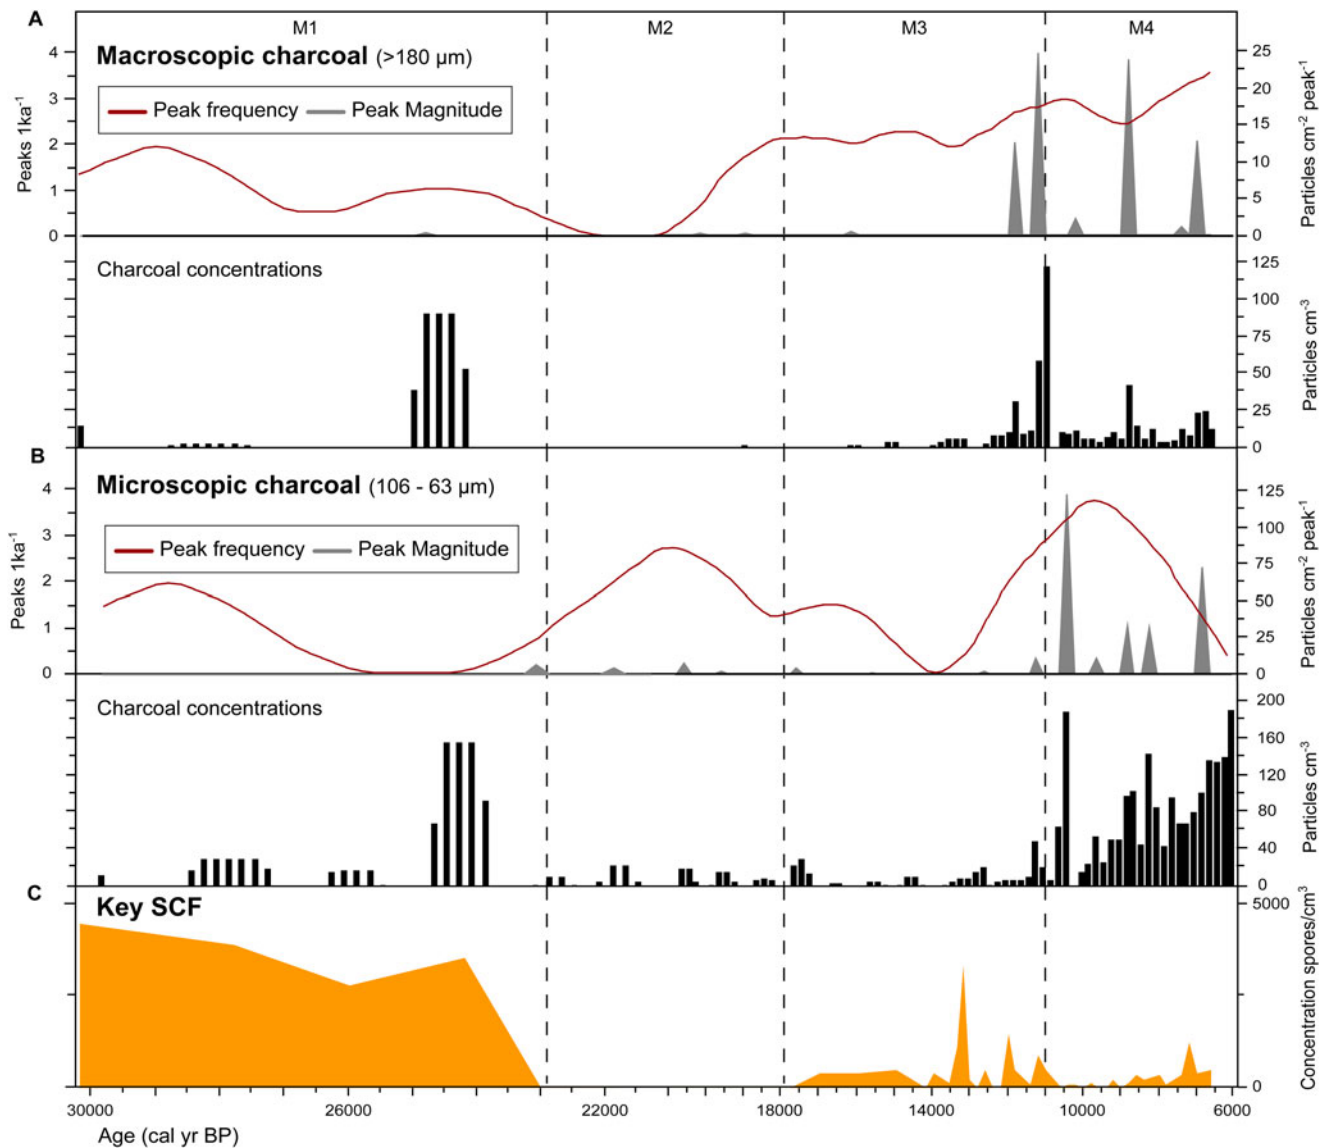 A
M1
M2
M3
M4
Macroscopic charcoal (>180 µm)
Peak frequency
Peak Magnitude
Peaks 1ka⁻¹
4
3
2
1
0
25
20
15
10
5
0
Particles cm⁻² peak⁻¹
Charcoal concentrations
125
100
75
50
25
0
Particles cm⁻³
B
Microscopic charcoal (106 - 63 µm)
Peak frequency
Peak Magnitude
Peaks 1ka⁻¹
4
3
2
1
0
125
100
75
50
25
0
Particles cm⁻² peak⁻¹
Charcoal concentrations
200
160
120
80
40
0
Particles cm⁻³
C
Key SCF
5000
0
Concentration spores/cm³
30000
26000
22000
18000
14000
10000
6000
Age (cal yr BP)